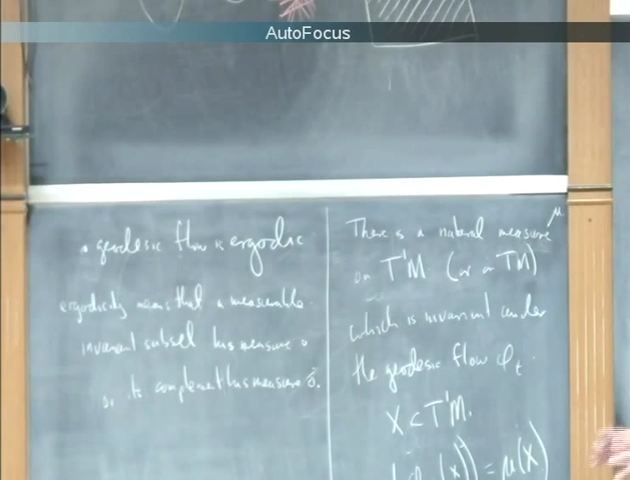 AutoFocus
• geodesic flow is ergodic
ergodicity means that a measurable
invariant subset has measure 0
or its complement has measure 0.
There is a natural measure μ
on T'M (or on TM)
which is invariant under
the geodesic flow φ_t.
X ⊂ T'M.
(X)) = μ(X)